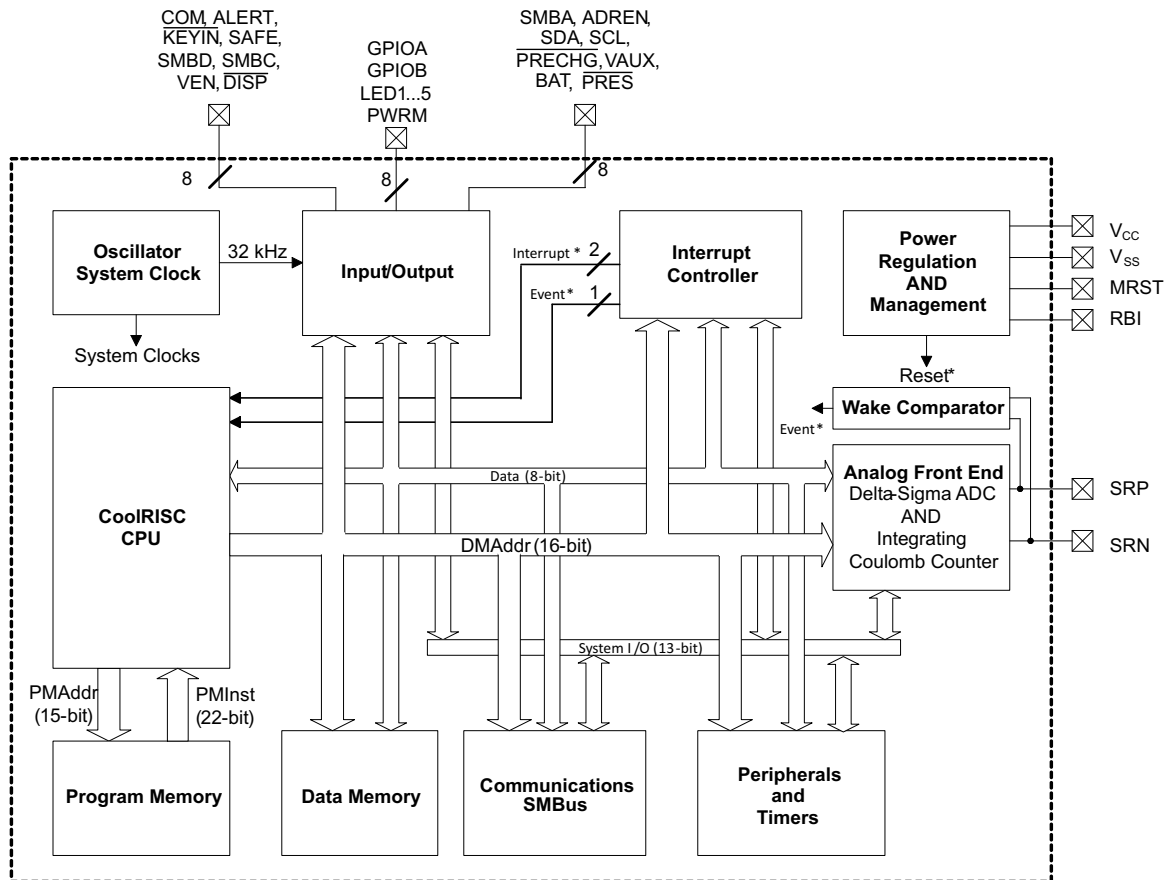 COM, ALERT,
KEYIN, SAFE,
SMBD, SMBC,
VEN, DISP
GPIOA
GPIOB
LED1...5
PWRM
SMBA, ADREN,
SDA, SCL,
PRECHG, VAUX,
BAT, PRES
8
8
8
Oscillator
System Clock
32 kHz
Input/Output
Interrupt *
2
Event*
1
Interrupt
Controller
Power
Regulation
AND
Management
VCC
VSS
MRST
RBI
System Clocks
Reset*
Wake Comparator
Event*
CoolRISC
CPU
Data (8-bit)
DMAddr (16-bit)
Analog Front End
Delta-Sigma ADC
AND
Integrating
Coulomb Counter
SRP
SRN
System I/O (13-bit)
PMAddr
(15-bit)
PMInst
(22-bit)
Program Memory
Data Memory
Communications
SMBus
Peripherals
and
Timers